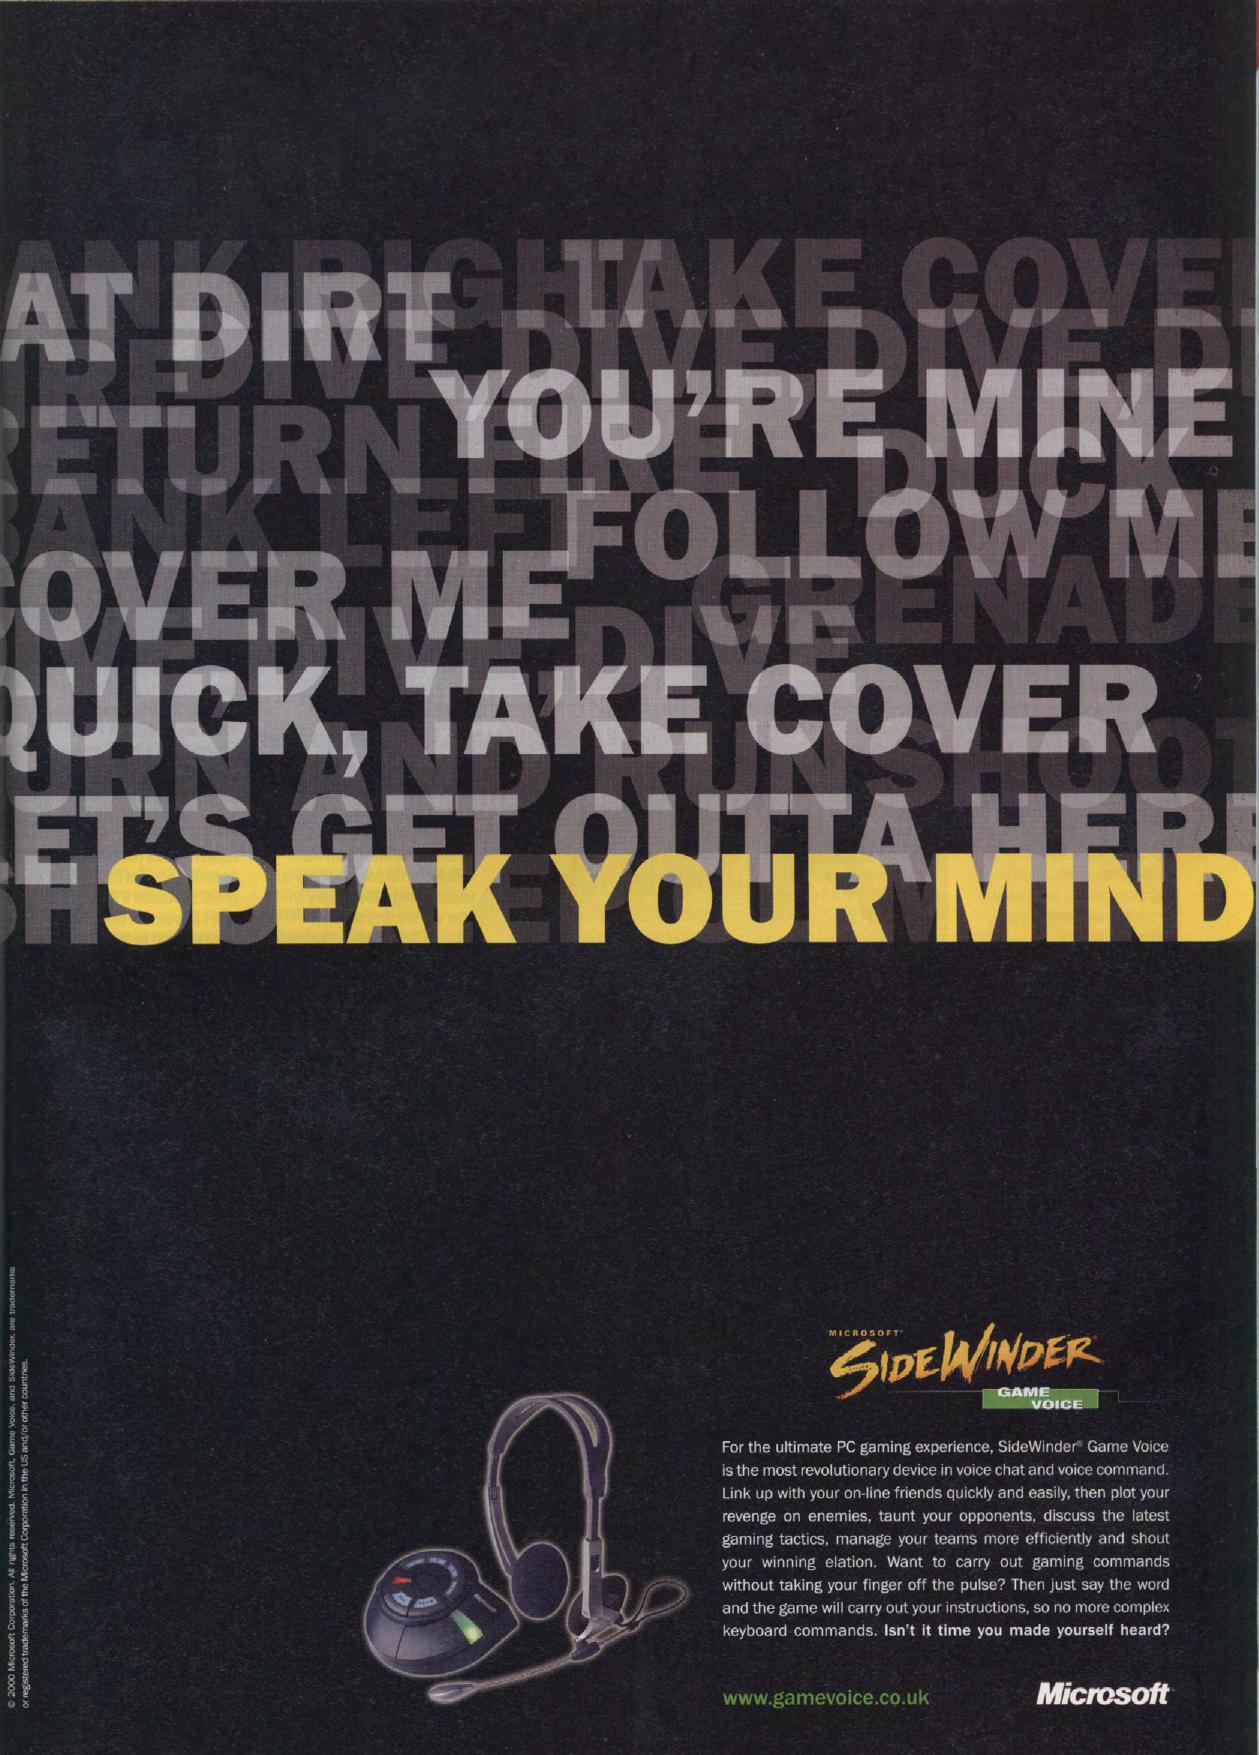 ANK RIGHT TAKE COVE
AT DIRT
DIVE DIVE DIVE D
YOU'RE MINE
RETURN FIRE DUCK
BANK LEFT FOLLOW ME
COVER ME GRENADE
DIVE, DIVE, DIVE
QUICK, TAKE COVER
URN AND RUN SHOOT
ET'S GET OUTTA HERE
SPEAK YOUR MIND
MICROSOFT
SIDEWINDER
GAME
VOICE
For the ultimate PC gaming experience, SideWinder® Game Voice
is the most revolutionary device in voice chat and voice command.
Link up with your on-line friends quickly and easily, then plot your
revenge on enemies, taunt your opponents, discuss the latest
gaming tactics, manage your teams more efficiently and shout
your winning elation. Want to carry out gaming commands
without taking your finger off the pulse? Then just say the word
and the game will carry out your instructions, so no more complex
keyboard commands. Isn't it time you made yourself heard?
www.gamevoice.co.uk Microsoft
© 2000 Microsoft Corporation. All rights reserved. Microsoft, Game Voice, and SideWinder, are trademarks
or registered trademarks of the Microsoft Corporation in the US and/or other countries.